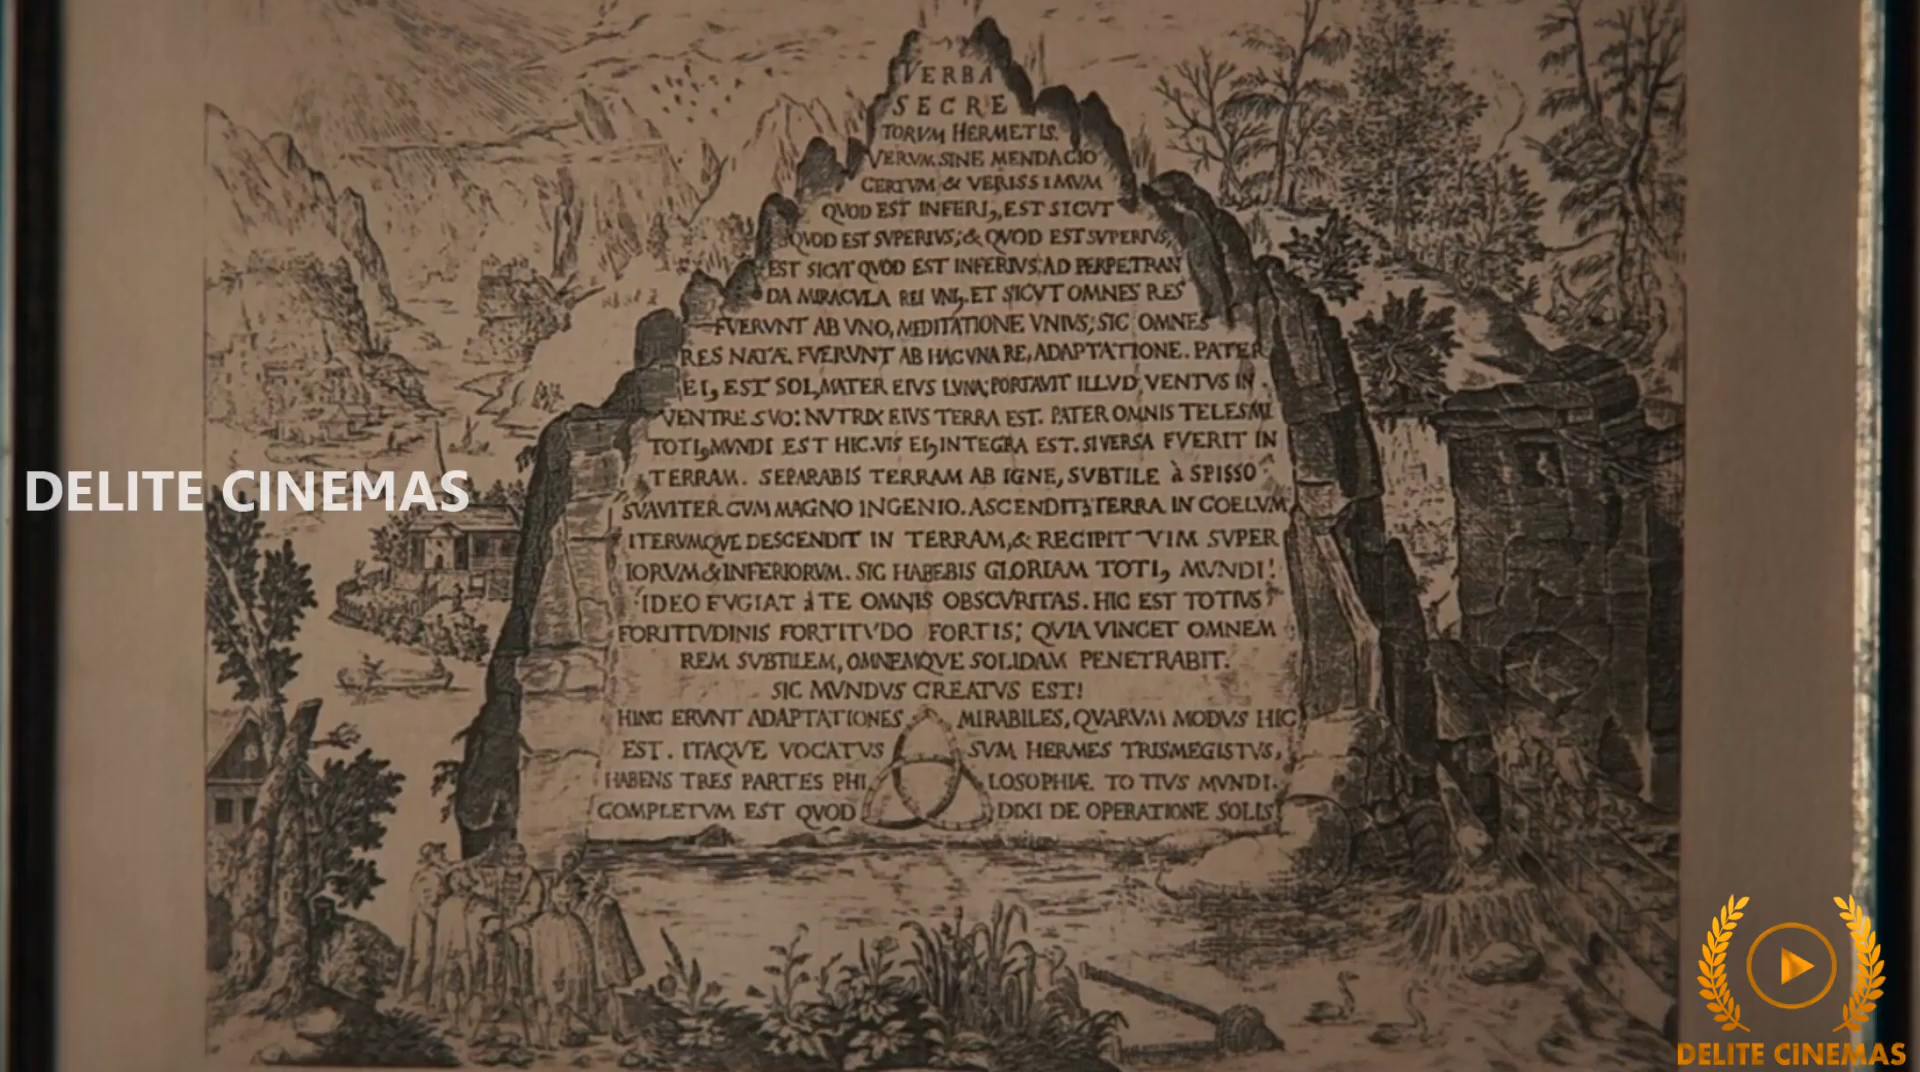 VERBA
SECRE
TORVM HERMETIS.
VERVM SINE MENDACIO
CERTVM & VERISSIMVM
QVOD EST INFERI, EST SICVT
QVOD EST SVPERIVS; & QVOD EST SVPERIVS,
EST SICVT QVOD EST INFERIVS, AD PERPETRAN
DA MIRACVLA REI VNI, ET SICVT OMNES RES
FVERVNT AB VNO, MEDITATIONE VNIVS; SIC OMNES
RES NATÆ FVERVNT AB HAC VNA RE, ADAPTATIONE. PATER
EI, EST SOL, MATER EIVS LVNA; PORTAVIT ILLVD VENTVS IN
VENTRE SVO: NVTRIX EIVS TERRA EST. PATER OMNIS TELESMI
TOTI, MVNDI EST HIC. VIS EI, INTEGRA EST. SI VERSA FVERIT IN
TERRAM. SEPARABIS TERRAM AB IGNE, SVBTILE à SPISSO
SVAVITER CVM MAGNO INGENIO. ASCENDIT à TERRA IN COELVM,
ITERVMQVE DESCENDIT IN TERRAM, & RECIPIT VIM SVPER
IORVM & INFERIORVM. SIC HABEBIS GLORIAM TOTI, MVNDI!
IDEO FVGIAT à TE OMNIS OBSCVRITAS. HIC EST TOTIVS
FORITTVDINIS FORTITVDO FORTIS; QVIA VINCET OMNEM
REM SVBTILEM, OMNEMQVE SOLIDAM PENETRABIT.
SIC MVNDVS CREATVS EST!
HINC ERVNT ADAPTATIONES MIRABILES, QVARVM MODVS HIC
EST. ITAQVE VOCATVS SVM HERMES TRISMEGISTVS,
HABENS TRES PARTES PHI LOSOPHIÆ TO TIVS MVNDI.
COMPLETVM EST QVOD DIXI DE OPERATIONE SOLIS
DELITE CINEMAS
DELITE CINEMAS